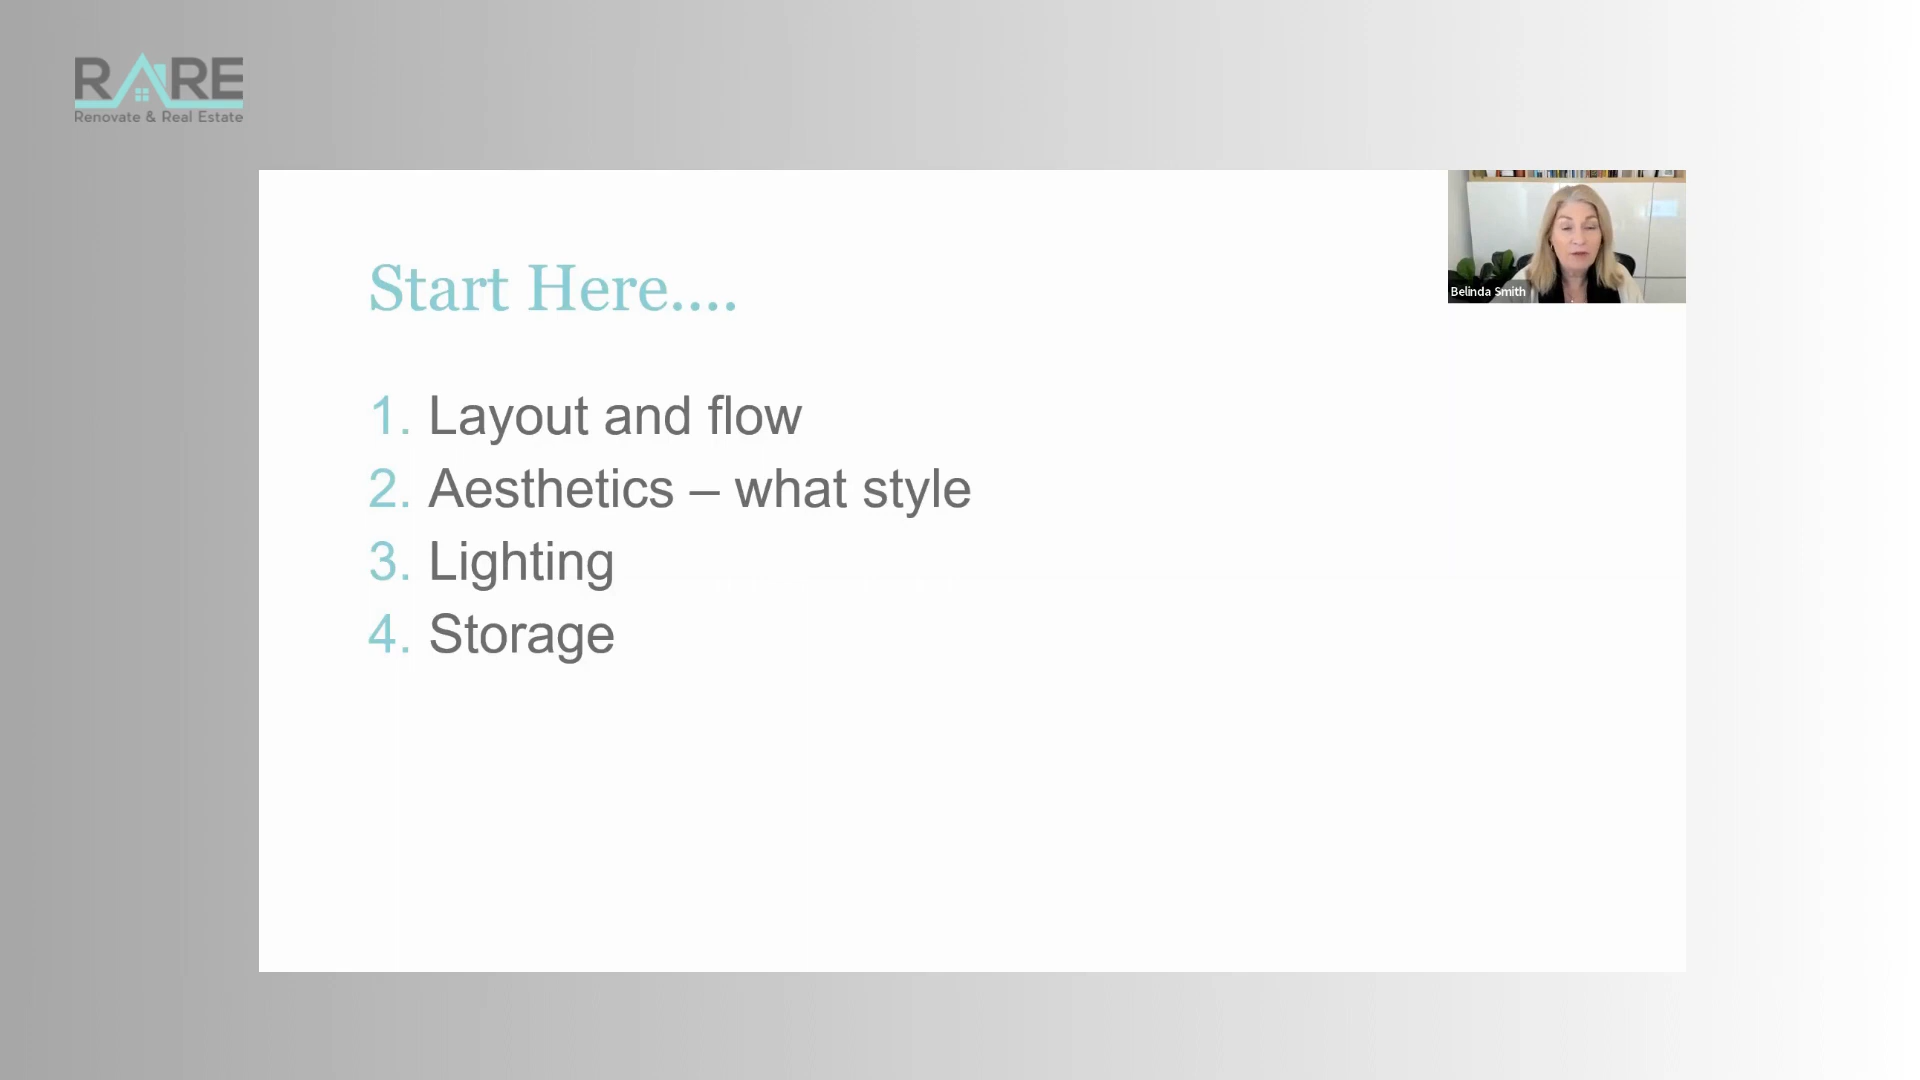 RARE
Renovate & Real Estate
Belinda Smith
Start Here....
1. Layout and flow
2. Aesthetics – what style
3. Lighting
4. Storage